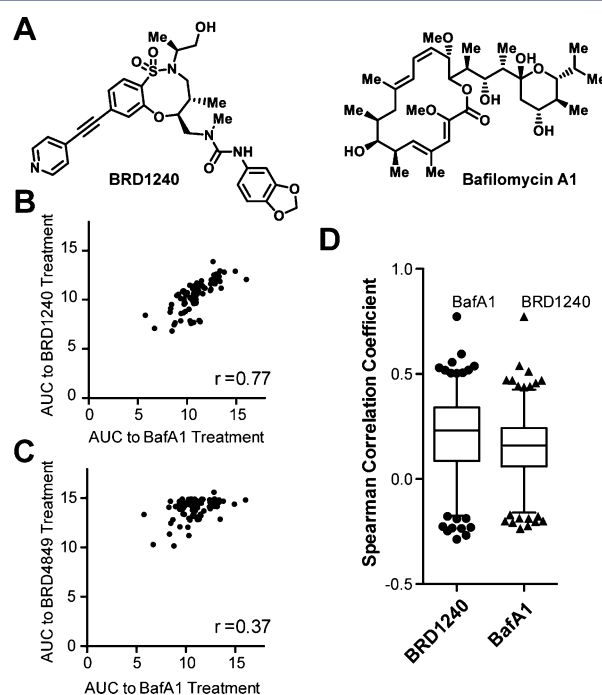 A
OH
Me
O
O
S
N
Me
O
Me
N
N
O
NH
O
O
BRD1240
MeO
Me
Me
OH
O
Me
Me
O
Me
OH
Me
MeO
O
Me
OH
HO
Me
Me
Bafilomycin A1
B
AUC to BRD1240 Treatment
15
10
5
0
0 5 10 15
r=0.77
AUC to BafA1 Treatment
C
AUC to BRD4849 Treatment
15
10
5
0
0 5 10 15
r=0.37
AUC to BafA1 Treatment
D
Spearman Correlation Coefficient
1.0
0.5
0.0
-0.5
BafA1 BRD1240
BRD1240 BafA1